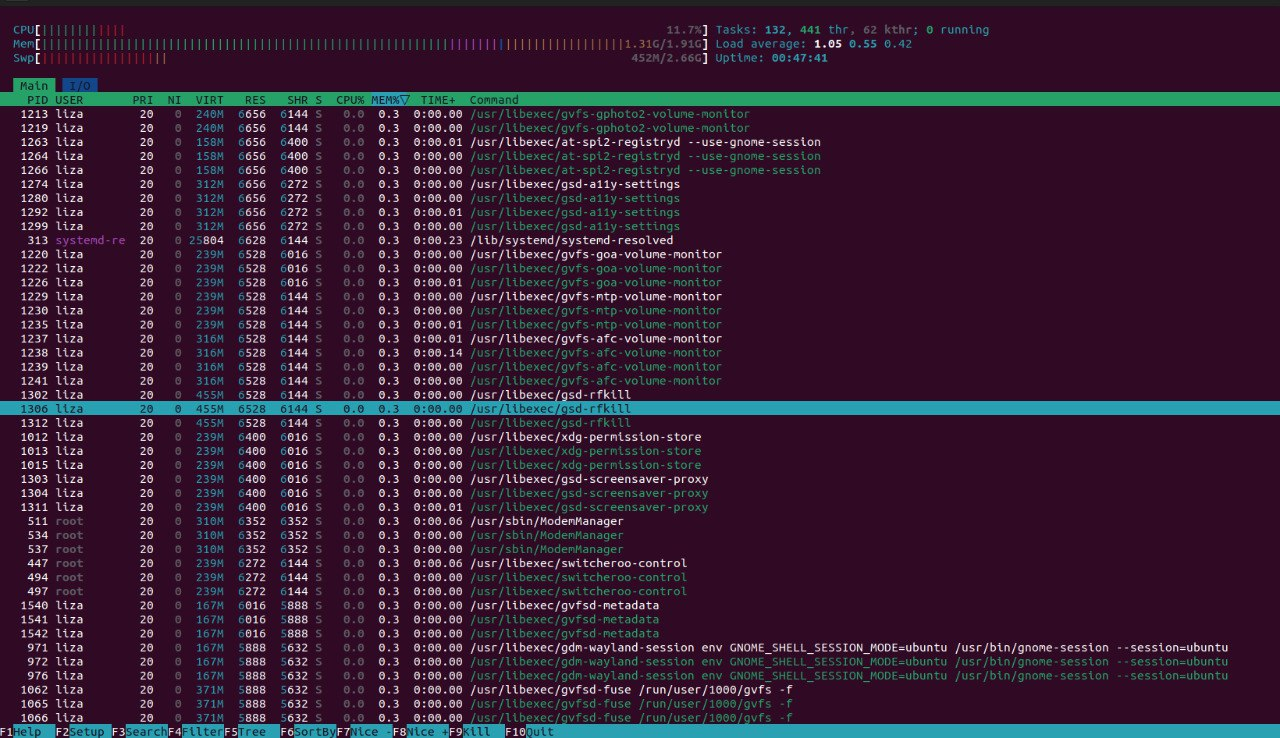 CPU[||||||||||||| 11.7%] Tasks: 132, 441 thr, 62 kthr; 0 running
Mem[||||||||||||||||||||||||||||||||||||||||||||||||||||||||||||||||||||||||||||||||||||1.31G/1.91G] Load average: 1.05 0.55 0.42
Swp[|||||||||||||||||| 452M/2.66G] Uptime: 00:47:41
Main I/O
PID USER PRI NI VIRT RES SHR S CPU% MEM%▽ TIME+ Command
1213 liza 20 0 240M 6656 6144 S 0.0 0.3 0:00.00 /usr/libexec/gvfs-gphoto2-volume-monitor
1219 liza 20 0 240M 6656 6144 S 0.0 0.3 0:00.00 /usr/libexec/gvfs-gphoto2-volume-monitor
1263 liza 20 0 158M 6656 6400 S 0.0 0.3 0:00.01 /usr/libexec/at-spi2-registryd --use-gnome-session
1264 liza 20 0 158M 6656 6400 S 0.0 0.3 0:00.00 /usr/libexec/at-spi2-registryd --use-gnome-session
1266 liza 20 0 158M 6656 6400 S 0.0 0.3 0:00.00 /usr/libexec/at-spi2-registryd --use-gnome-session
1274 liza 20 0 312M 6656 6272 S 0.0 0.3 0:00.00 /usr/libexec/gsd-a11y-settings
1280 liza 20 0 312M 6656 6272 S 0.0 0.3 0:00.00 /usr/libexec/gsd-a11y-settings
1292 liza 20 0 312M 6656 6272 S 0.0 0.3 0:00.01 /usr/libexec/gsd-a11y-settings
1299 liza 20 0 312M 6656 6272 S 0.0 0.3 0:00.00 /usr/libexec/gsd-a11y-settings
313 systemd-re 20 0 25804 6628 6144 S 0.0 0.3 0:00.23 /lib/systemd/systemd-resolved
1220 liza 20 0 239M 6528 6016 S 0.0 0.3 0:00.00 /usr/libexec/gvfs-goa-volume-monitor
1222 liza 20 0 239M 6528 6016 S 0.0 0.3 0:00.00 /usr/libexec/gvfs-goa-volume-monitor
1226 liza 20 0 239M 6528 6016 S 0.0 0.3 0:00.01 /usr/libexec/gvfs-goa-volume-monitor
1229 liza 20 0 239M 6528 6144 S 0.0 0.3 0:00.00 /usr/libexec/gvfs-mtp-volume-monitor
1230 liza 20 0 239M 6528 6144 S 0.0 0.3 0:00.00 /usr/libexec/gvfs-mtp-volume-monitor
1235 liza 20 0 239M 6528 6144 S 0.0 0.3 0:00.01 /usr/libexec/gvfs-mtp-volume-monitor
1237 liza 20 0 316M 6528 6144 S 0.0 0.3 0:00.01 /usr/libexec/gvfs-afc-volume-monitor
1238 liza 20 0 316M 6528 6144 S 0.0 0.3 0:00.14 /usr/libexec/gvfs-afc-volume-monitor
1239 liza 20 0 316M 6528 6144 S 0.0 0.3 0:00.00 /usr/libexec/gvfs-afc-volume-monitor
1241 liza 20 0 316M 6528 6144 S 0.0 0.3 0:00.00 /usr/libexec/gvfs-afc-volume-monitor
1302 liza 20 0 455M 6528 6144 S 0.0 0.3 0:00.00 /usr/libexec/gsd-rfkill
1306 liza 20 0 455M 6528 6144 S 0.0 0.3 0:00.00 /usr/libexec/gsd-rfkill
1312 liza 20 0 455M 6528 6144 S 0.0 0.3 0:00.00 /usr/libexec/gsd-rfkill
1012 liza 20 0 239M 6400 6016 S 0.0 0.3 0:00.00 /usr/libexec/xdg-permission-store
1013 liza 20 0 239M 6400 6016 S 0.0 0.3 0:00.00 /usr/libexec/xdg-permission-store
1015 liza 20 0 239M 6400 6016 S 0.0 0.3 0:00.00 /usr/libexec/xdg-permission-store
1303 liza 20 0 239M 6400 6016 S 0.0 0.3 0:00.00 /usr/libexec/gsd-screensaver-proxy
1304 liza 20 0 239M 6400 6016 S 0.0 0.3 0:00.00 /usr/libexec/gsd-screensaver-proxy
1311 liza 20 0 239M 6400 6016 S 0.0 0.3 0:00.01 /usr/libexec/gsd-screensaver-proxy
511 root 20 0 310M 6352 6352 S 0.0 0.3 0:00.06 /usr/sbin/ModemManager
534 root 20 0 310M 6352 6352 S 0.0 0.3 0:00.00 /usr/sbin/ModemManager
537 root 20 0 310M 6352 6352 S 0.0 0.3 0:00.00 /usr/sbin/ModemManager
447 root 20 0 239M 6272 6144 S 0.0 0.3 0:00.06 /usr/libexec/switcheroo-control
494 root 20 0 239M 6272 6144 S 0.0 0.3 0:00.00 /usr/libexec/switcheroo-control
497 root 20 0 239M 6272 6144 S 0.0 0.3 0:00.00 /usr/libexec/switcheroo-control
1540 liza 20 0 167M 6016 5888 S 0.0 0.3 0:00.00 /usr/libexec/gvfsd-metadata
1541 liza 20 0 167M 6016 5888 S 0.0 0.3 0:00.00 /usr/libexec/gvfsd-metadata
1542 liza 20 0 167M 6016 5888 S 0.0 0.3 0:00.00 /usr/libexec/gvfsd-metadata
971 liza 20 0 167M 5888 5632 S 0.0 0.3 0:00.00 /usr/libexec/gdm-wayland-session env GNOME_SHELL_SESSION_MODE=ubuntu /usr/bin/gnome-session --session=ubuntu
972 liza 20 0 167M 5888 5632 S 0.0 0.3 0:00.00 /usr/libexec/gdm-wayland-session env GNOME_SHELL_SESSION_MODE=ubuntu /usr/bin/gnome-session --session=ubuntu
976 liza 20 0 167M 5888 5632 S 0.0 0.3 0:00.00 /usr/libexec/gdm-wayland-session env GNOME_SHELL_SESSION_MODE=ubuntu /usr/bin/gnome-session --session=ubuntu
1062 liza 20 0 371M 5888 5632 S 0.0 0.3 0:00.00 /usr/libexec/gvfsd-fuse /run/user/1000/gvfs -f
1065 liza 20 0 371M 5888 5632 S 0.0 0.3 0:00.00 /usr/libexec/gvfsd-fuse /run/user/1000/gvfs -f
1066 liza 20 0 371M 5888 5632 S 0.0 0.3 0:00.00 /usr/libexec/gvfsd-fuse /run/user/1000/gvfs -f
F1Help F2Setup F3SearchF4FilterF5Tree F6SortByF7Nice -F8Nice +F9Kill F10Quit